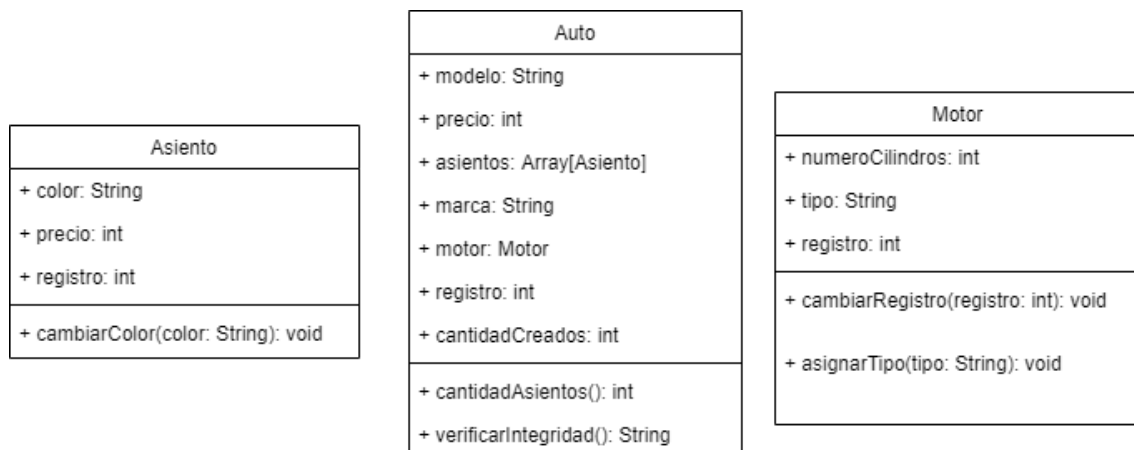 Asiento
+ color: String
+ precio: int
+ registro: int
+ cambiarColor(color: String): void
Auto
+ modelo: String
+ precio: int
+ asientos: Array[Asiento]
+ marca: String
+ motor: Motor
+ registro: int
+ cantidadCreados: int
+ cantidadAsientos(): int
+ verificarIntegridad(): String
Motor
+ numeroCilindros: int
+ tipo: String
+ registro: int
+ cambiarRegistro(registro: int): void
+ asignarTipo(tipo: String): void